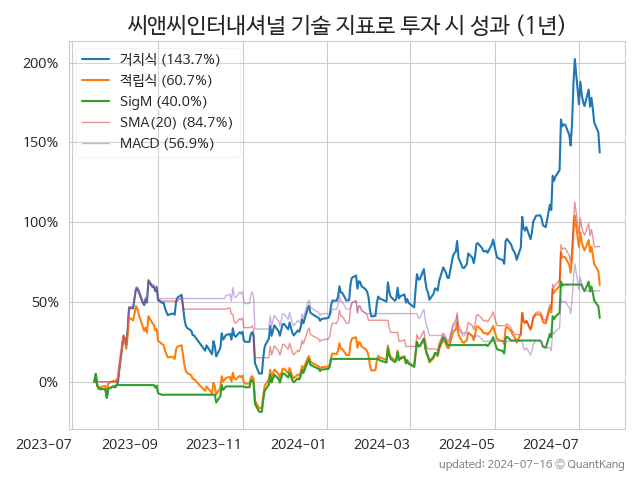 씨앤씨인터내셔널 기술 지표로 투자 시 성과 (1년)
거치식 (143.7%)
적립식 (60.7%)
SigM (40.0%)
SMA(20) (84.7%)
MACD (56.9%)
200%
150%
100%
50%
0%
2023-07
2023-09
2023-11
2024-01
2024-03
2024-05
2024-07
updated: 2024-07-16 © QuantKang